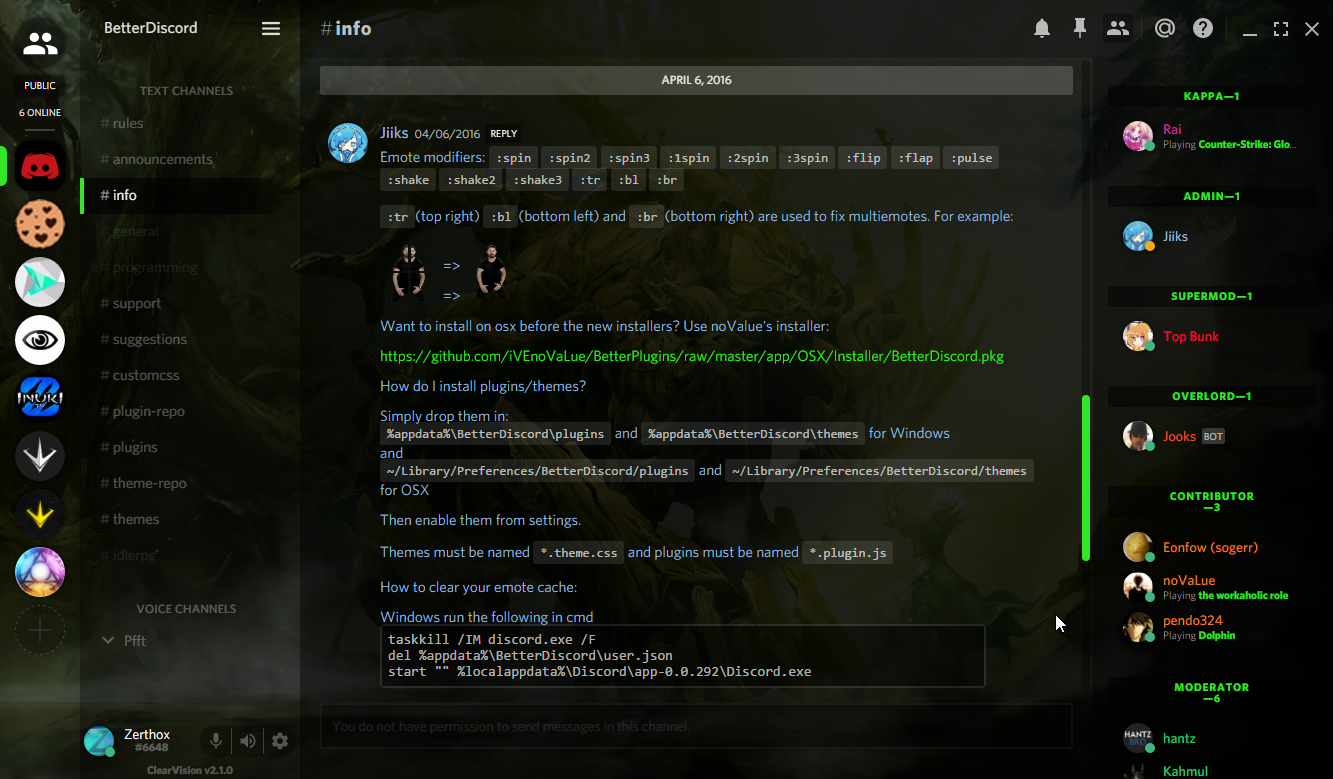 BetterDiscord
#info
PUBLIC
6 ONLINE
TEXT CHANNELS
# rules
# announcements
# info
# general
# programming
# support
# suggestions
# customcss
# plugin-repo
# plugins
# theme-repo
# themes
# idlerpg
VOICE CHANNELS
Pfft
Zerthox
#6648
ClearVision v2.1.0
INUKI
APRIL 6, 2016
Jiiks 04/06/2016 REPLY
Emote modifiers: :spin :spin2 :spin3 :1spin :2spin :3spin :flip :flap :pulse
:shake :shake2 :shake3 :tr :bl :br
:tr (top right) :bl (bottom left) and :br (bottom right) are used to fix multiemotes. For example:
=>
=>
Want to install on osx before the new installers? Use noValue's installer:
https://github.com/iVEnoVaLue/BetterPlugins/raw/master/app/OSX/Installer/BetterDiscord.pkg
How do I install plugins/themes?
Simply drop them in:
%appdata%\BetterDiscord\plugins and %appdata%\BetterDiscord\themes for Windows
and
~/Library/Preferences/BetterDiscord/plugins and ~/Library/Preferences/BetterDiscord/themes
for OSX
Then enable them from settings.
Themes must be named *.theme.css and plugins must be named *.plugin.js
How to clear your emote cache:
Windows run the following in cmd
taskkill /IM discord.exe /F
del %appdata%\BetterDiscord\user.json
start "" %localappdata%\Discord\app-0.0.292\Discord.exe
You do not have permission to send messages in this channel.
KAPPA—1
Rai
Playing Counter-Strike: Glo...
ADMIN—1
Jiiks
SUPERMOD—1
Top Bunk
OVERLORD—1
Jooks BOT
CONTRIBUTOR
—3
Eonfow (sogerr)
noVaLue
Playing the workaholic role
pendo324
Playing Dolphin
MODERATOR
—6
HANTZ
BRO
hantz
Kahmul